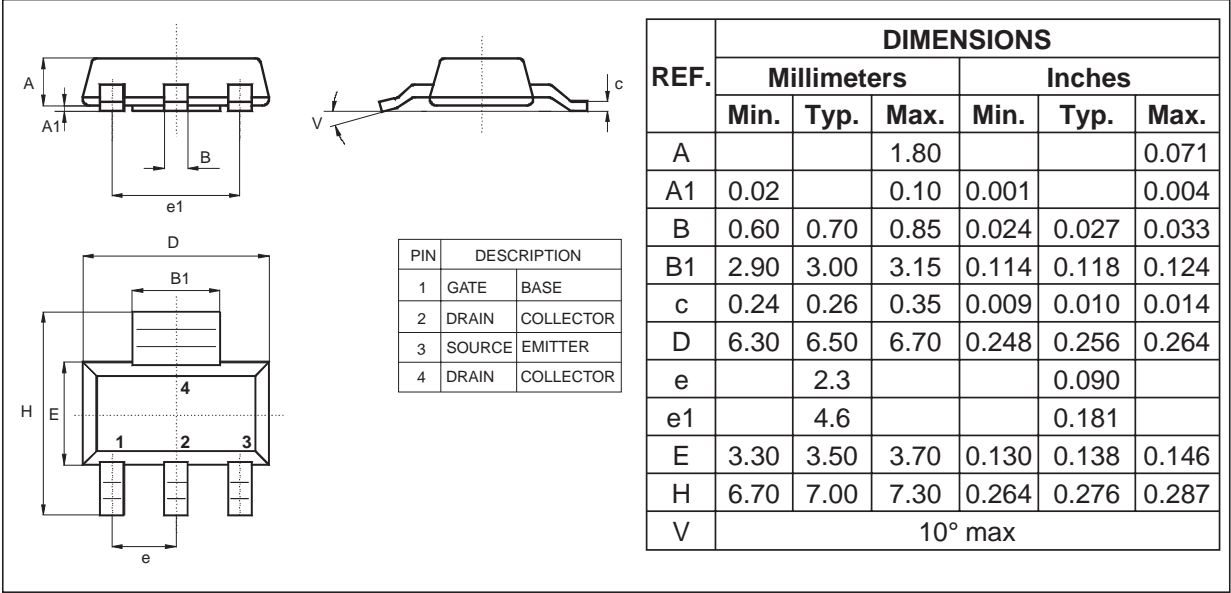 A
A1
B
e1
V
c
D
B1
H
E
4
1 2 3
e
PIN DESCRIPTION
1 GATE BASE
2 DRAIN COLLECTOR
3 SOURCE EMITTER
4 DRAIN COLLECTOR
REF. DIMENSIONS
Millimeters Inches
Min. Typ. Max. Min. Typ. Max.
A 1.80 0.071
A1 0.02 0.10 0.001 0.004
B 0.60 0.70 0.85 0.024 0.027 0.033
B1 2.90 3.00 3.15 0.114 0.118 0.124
c 0.24 0.26 0.35 0.009 0.010 0.014
D 6.30 6.50 6.70 0.248 0.256 0.264
e 2.3 0.090
e1 4.6 0.181
E 3.30 3.50 3.70 0.130 0.138 0.146
H 6.70 7.00 7.30 0.264 0.276 0.287
V 10° max